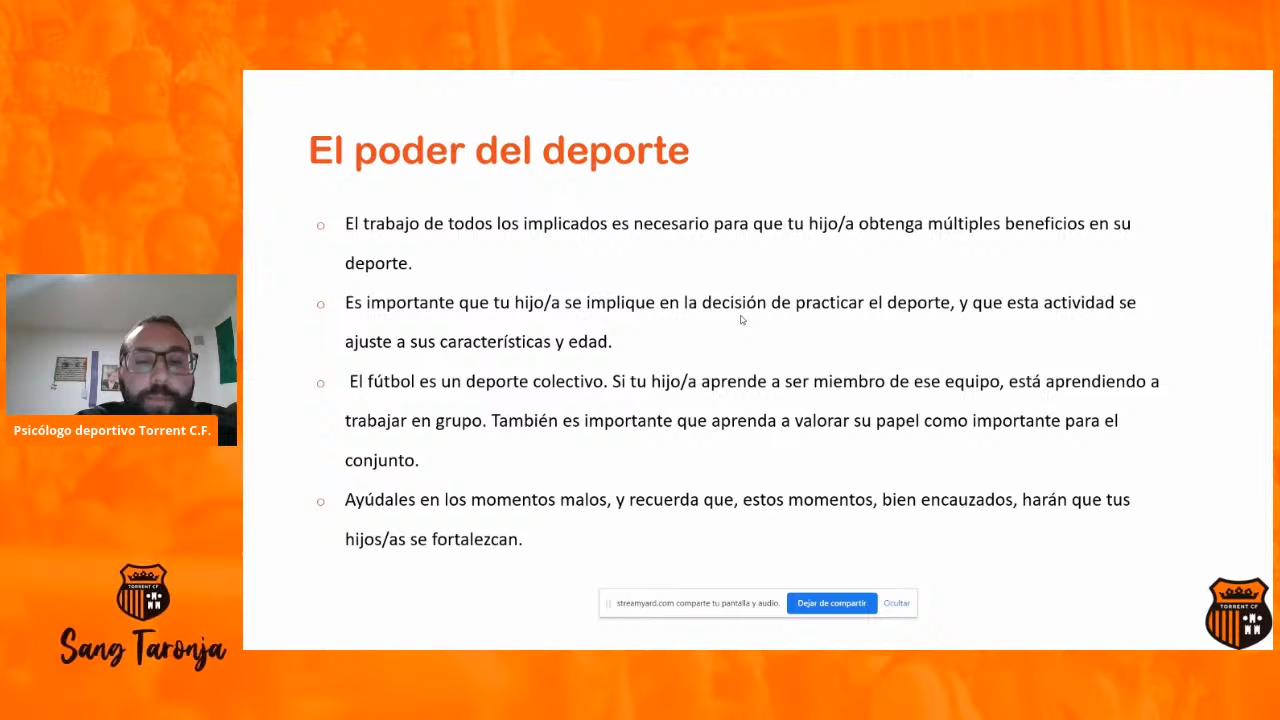 El poder del deporte
El trabajo de todos los implicados es necesario para que tu hijo/a obtenga múltiples beneficios en su
deporte.
Es importante que tu hijo/a se implique en la decisión de practicar el deporte, y que esta actividad se
ajuste a sus características y edad.
El fútbol es un deporte colectivo. Si tu hijo/a aprende a ser miembro de ese equipo, está aprendiendo a
trabajar en grupo. También es importante que aprenda a valorar su papel como importante para el
conjunto.
Ayúdales en los momentos malos, y recuerda que, estos momentos, bien encauzados, harán que tus
hijos/as se fortalezcan.
streamyard.com comparte tu pantalla y audio.
Dejar de compartir
Ocultar
Psicólogo deportivo Torrent C.F.
TORRENT CF
Sang Taronja
TORRENT CF